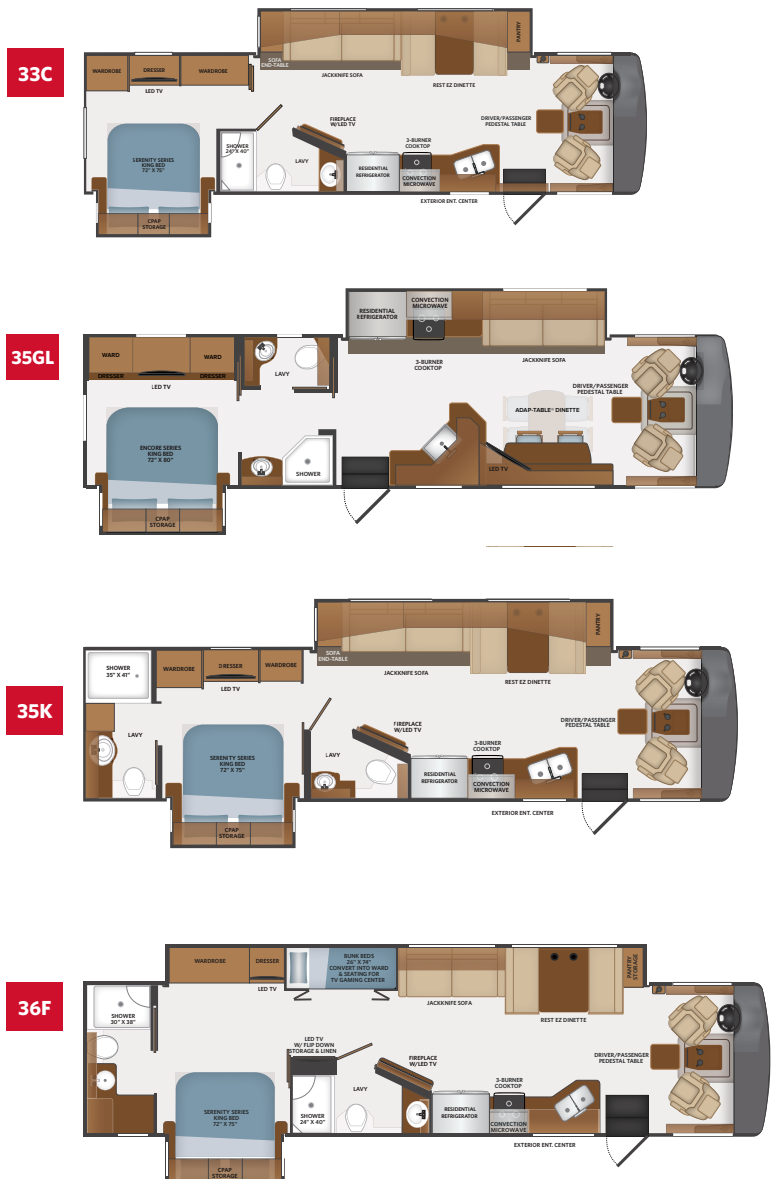 33C
WARDROBE
DRESSER
WARDROBE
LED TV
SOFA
END-TABLE
JACKKNIFE SOFA
REST EZ DINETTE
PANTRY
FIREPLACE
W/LED TV
DRIVER/PASSENGER
PEDESTAL TABLE
3-BURNER
COOKTOP
SERENITY SERIES
KING BED
72" X 75"
SHOWER
24" X 40"
LAVY
RESIDENTIAL
REFRIGERATOR
CONVECTION
MICROWAVE
EXTERIOR ENT. CENTER
CPAP
STORAGE
35GL
RESIDENTIAL
REFRIGERATOR
CONVECTION
MICROWAVE
3-BURNER
COOKTOP
JACKKNIFE SOFA
WARD
WARD
DRESSER
DRESSER
LED TV
LAVY
DRIVER/PASSENGER
PEDESTAL TABLE
ADAP-TABLE® DINETTE
ENCORE SERIES
KING BED
72" X 80"
SHOWER
LED TV
CPAP
STORAGE
35K
SHOWER
35" X 41"
WARDROBE
DRESSER
WARDROBE
LED TV
SOFA
END-TABLE
JACKKNIFE SOFA
REST EZ DINETTE
PANTRY
LAVY
FIREPLACE
W/LED TV
DRIVER/PASSENGER
PEDESTAL TABLE
SERENITY SERIES
KING BED
72" X 75"
LAVY
3-BURNER
COOKTOP
RESIDENTIAL
REFRIGERATOR
CONVECTION
MICROWAVE
EXTERIOR ENT. CENTER
CPAP
STORAGE
36F
WARDROBE
DRESSER
LED TV
BUNK BEDS
26" X 74"
CONVERT INTO WARD
& SEATING FOR
TV GAMING CENTER
JACKKNIFE SOFA
REST EZ DINETTE
PANTRY
STORAGE
SHOWER
30" X 38"
LED TV
W/ FLIP DOWN
STORAGE & LINEN
FIREPLACE
W/LED TV
DRIVER/PASSENGER
PEDESTAL TABLE
LAVY
3-BURNER
COOKTOP
SERENITY SERIES
KING BED
72" X 75"
SHOWER
24" X 40"
RESIDENTIAL
REFRIGERATOR
CONVECTION
MICROWAVE
EXTERIOR ENT. CENTER
CPAP